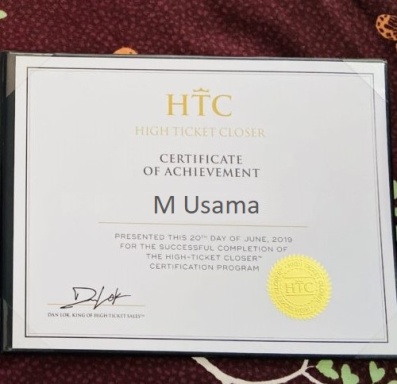 HTC
HIGH TICKET CLOSER
CERTIFICATE
OF ACHIEVEMENT
M Usama
PRESENTED THIS 20TH DAY OF JUNE, 2019
FOR THE SUCCESSFUL COMPLETION OF
THE HIGH-TICKET CLOSER™
CERTIFICATION PROGRAM
HTC
DAN LOK, KING OF HIGH-TICKET SALES™